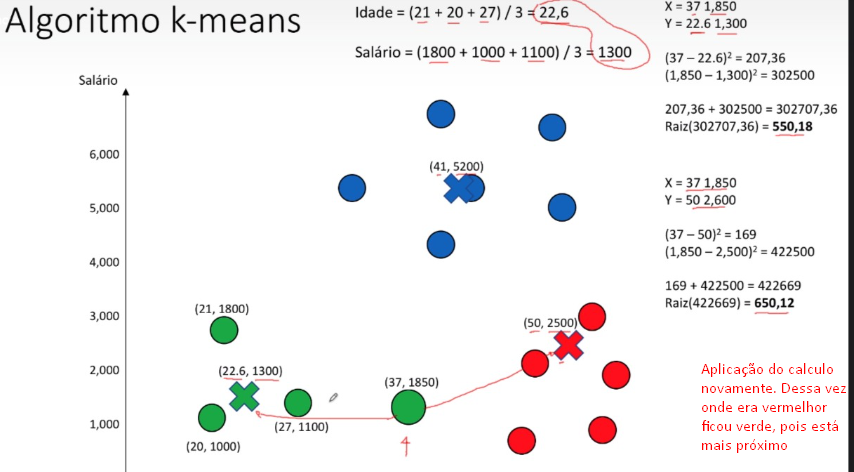 Algoritmo k-means
Idade = (21 + 20 + 27) / 3 = 22,6
Salário = (1800 + 1000 + 1100) / 3 = 1300
X = 37 1,850
Y = 22.6 1,300
(37 – 22.6)² = 207,36
(1,850 – 1,300)² = 302500
207,36 + 302500 = 302707,36
Raiz(302707,36) = 550,18
X = 37 1,850
Y = 50 2,600
(37 – 50)² = 169
(1,850 – 2,500)² = 422500
169 + 422500 = 422669
Raiz(422669) = 650,12
Salário
6,000
5,000
4,000
3,000
2,000
1,000
(41, 5200)
(21, 1800)
(50, 2500)
(22.6, 1300)
(37, 1850)
(27, 1100)
(20, 1000)
Aplicação do calculo
novamente. Dessa vez
onde era vermelhor
ficou verde, pois está
mais próximo